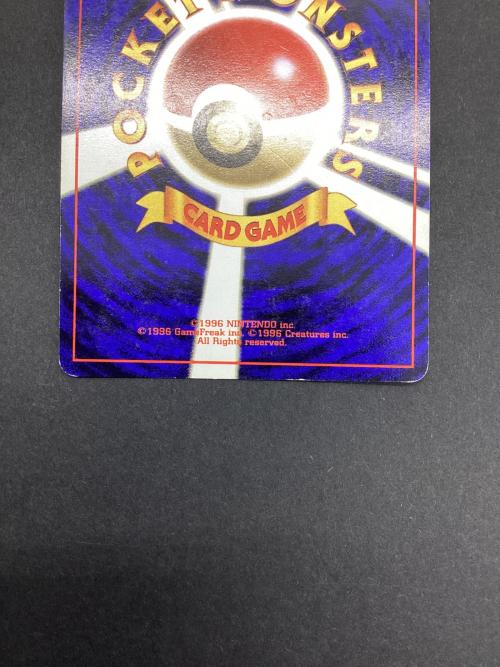 POCKET MONSTERS
CARD GAME
©1996 NINTENDO inc.
©1996 GameFreak inc. ©1996 Creatures inc.
All Rights reserved.